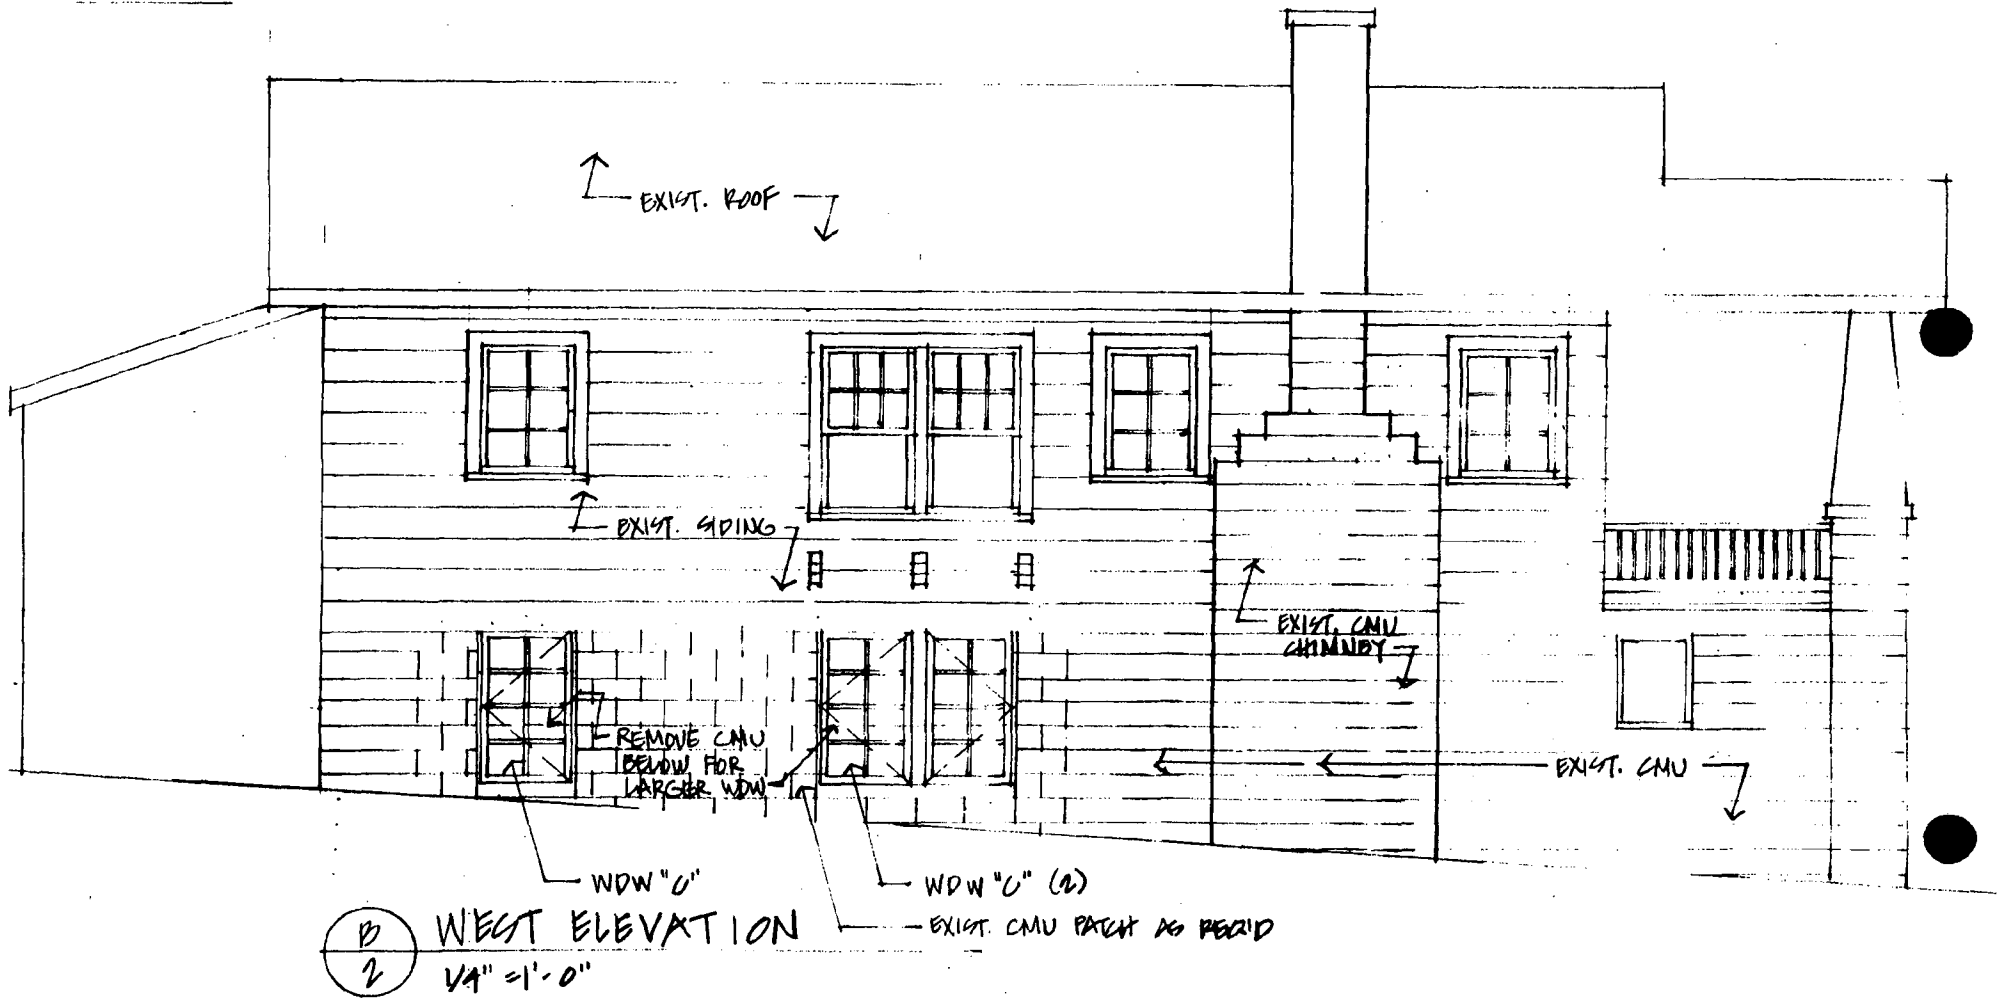 EXIST. ROOF
EXIST. SIDING
EXIST. CMU
CHIMNEY
REMOVE CMU
BELOW FOR
LARGER WDW
EXIST. CMU
WDW "C"
WDW "C" (2)
EXIST. CMU PATCH AS REQ'D
B
2
WEST ELEVATION
1/4" = 1'-0"